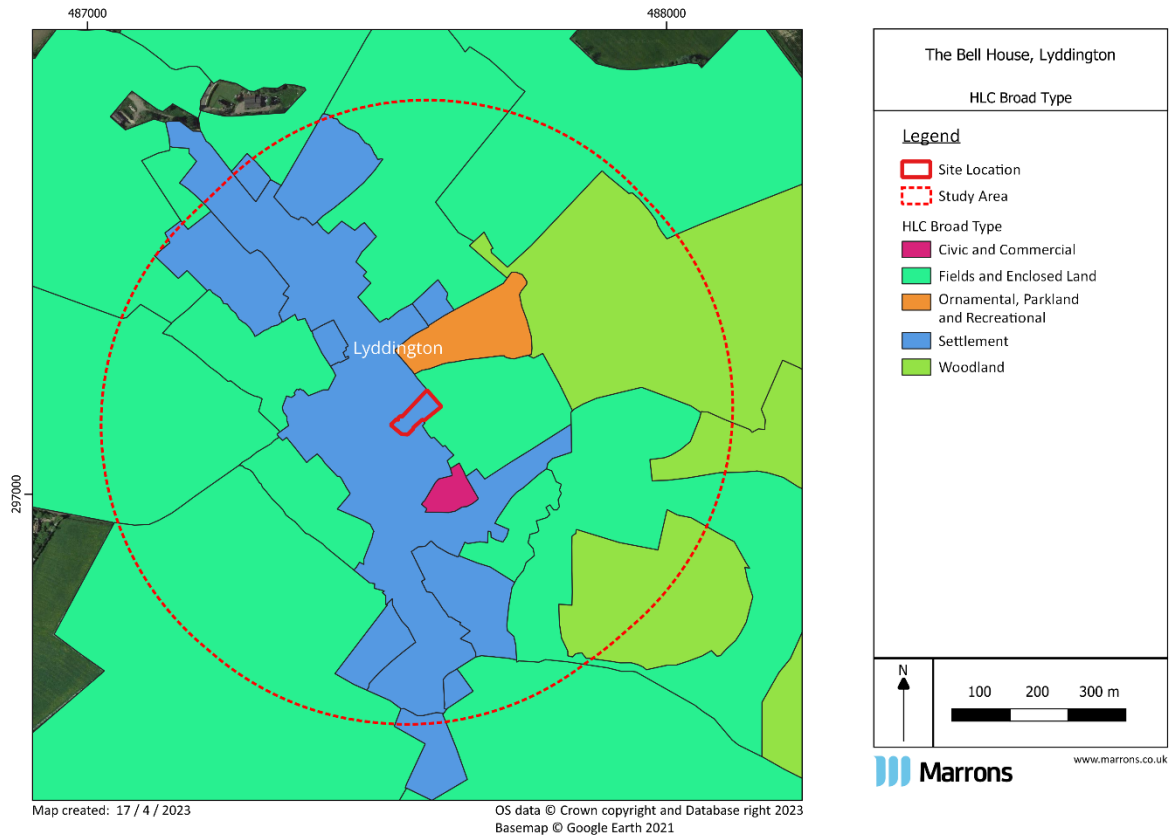 487000
488000
297000
Lyddington
Map created: 17 / 4 / 2023
OS data © Crown copyright and Database right 2023
Basemap © Google Earth 2021
The Bell House, Lyddington
HLC Broad Type
Legend
Site Location
Study Area
HLC Broad Type
Civic and Commercial
Fields and Enclosed Land
Ornamental, Parkland
and Recreational
Settlement
Woodland
N
100 200 300 m
Marrons
www.marrons.co.uk